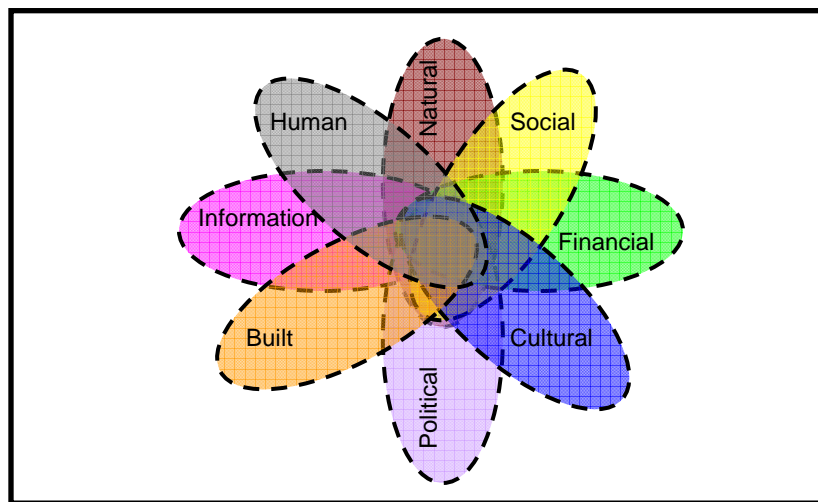 Natural
Human
Social
Information
Financial
Built
Cultural
Political